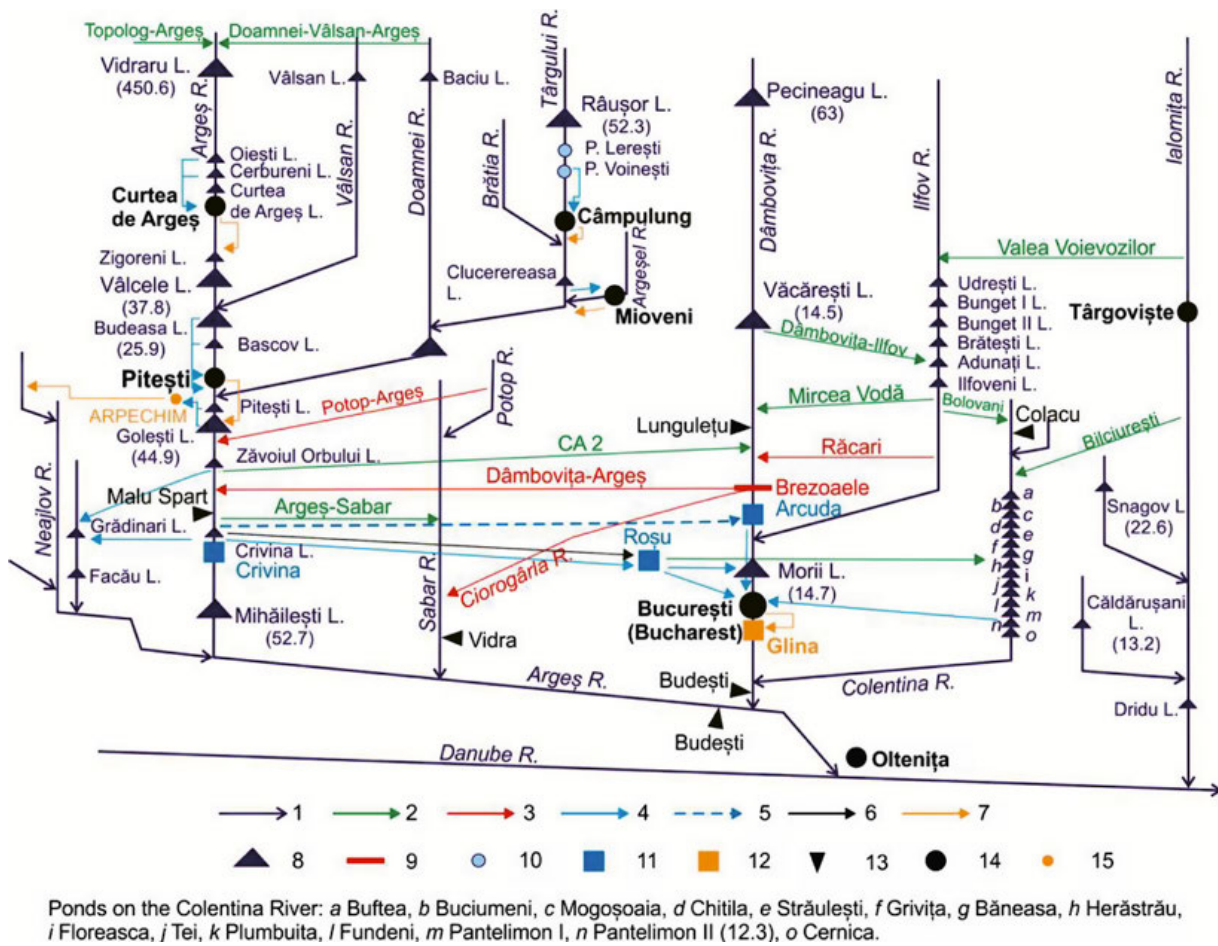 Topolog-Argeș
Doamnei-Vâlsan-Argeș
Vidraru L.
(450.6)
Argeș R.
Vâlsan L.
Vâlsan R.
Baciu L.
Doamnei R.
Târgului R.
Râușor L.
(52.3)
P. Lerești
P. Voinești
Brătia R.
Câmpulung
Pecineagu L.
(63)
Dâmbovița R.
Ilfov R.
Ialomița R.
Oiești L.
Cerbureni L.
Curtea
de Argeș L.
Curtea
de Argeș
Zigoreni L.
Vâlcele L.
(37.8)
Clucerereasa
L.
Argeșel R.
Mioveni
Valea Voievozilor
Văcărești L.
(14.5)
Udrești L.
Bunget I L.
Bunget II L.
Brătești L.
Adunați L.
Ilfoveni L.
Târgoviște
Budeasa L.
(25.9)
Bascov L.
Dâmbovița-Ilfov
Pitești
ARPECHIM
Pitești L.
Golești L.
(44.9)
Potop-Argeș
Potop R.
Mircea Vodă
Bolovani
Colacu
Lungulețu
Bilciurești
Zăvoiul Orbului L.
CA 2
Răcari
Dâmbovița-Argeș
Brezoaele
Malu Spart
Argeș-Sabar
Arcuda
Neajlov R.
Grădinari L.
Crivina L.
Crivina
Roșu
Snagov L.
(22.6)
a
b
c
d
e
f
g
h
i
j
k
l
m
n
o
Facău L.
Sabar R.
Ciorogârla R.
Morii L.
(14.7)
Mihăilești L.
(52.7)
București
(Bucharest)
Glina
Căldărușani
L.
(13.2)
Vidra
Argeș R.
Budești
Colentina R.
Budești
Dridu L.
Danube R.
Oltenița
1 2 3 4 5 6 7
8 9 10 11 12 13 14 15
Ponds on the Colentina River: a Buftea, b Buciumeni, c Mogoșoaia, d Chitila, e Străulești, f Grivița, g Băneasa, h Herăstrău,
i Floreasca, j Tei, k Plumbuita, l Fundeni, m Pantelimon I, n Pantelimon II (12.3), o Cernica.